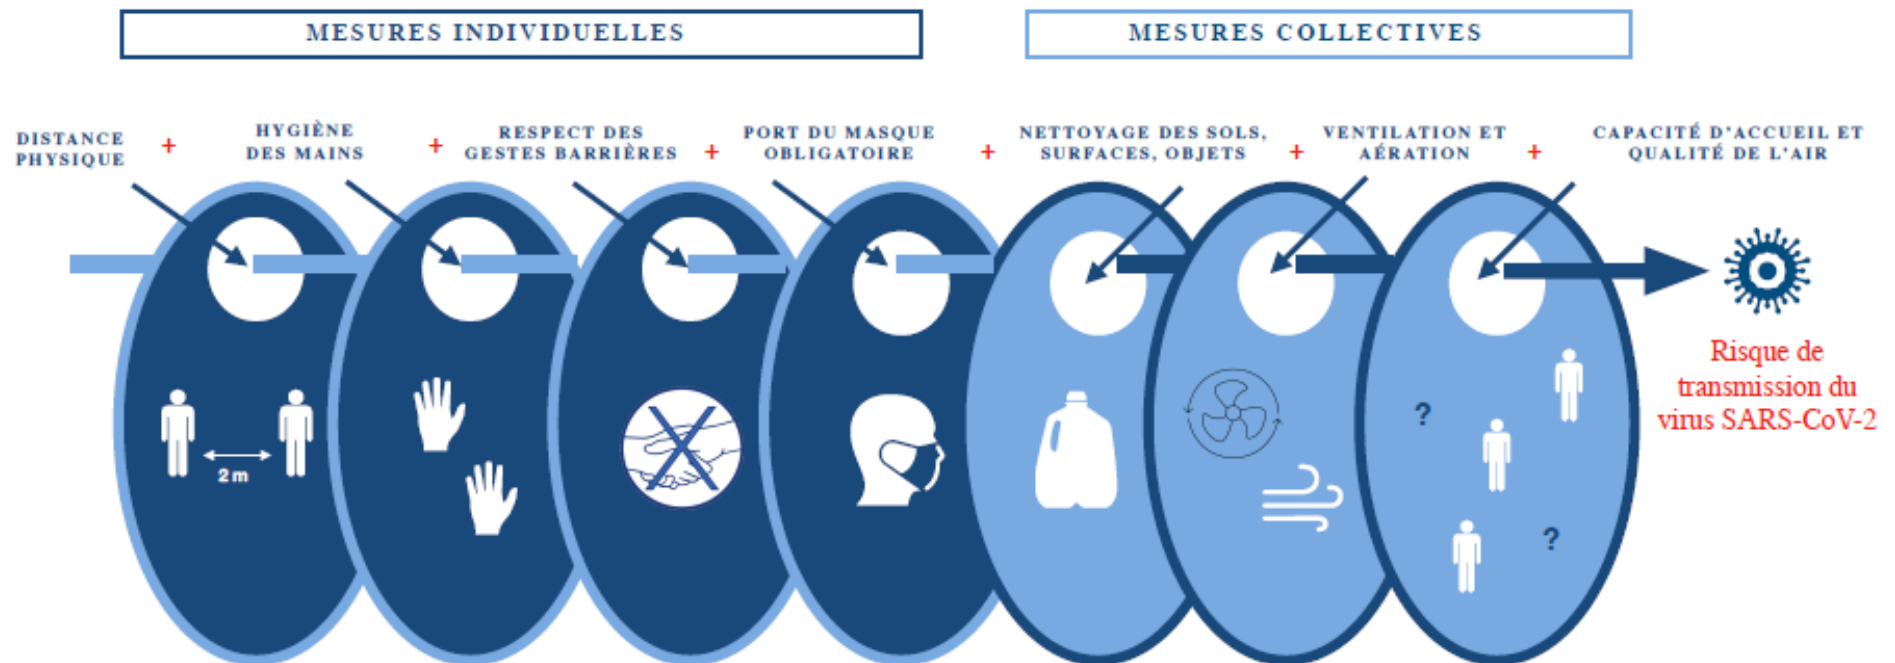 MESURES INDIVIDUELLES
MESURES COLLECTIVES
DISTANCE
PHYSIQUE
+
HYGIÈNE
DES MAINS
+
RESPECT DES
GESTES BARRIÈRES
+
PORT DU MASQUE
OBLIGATOIRE
+
NETTOYAGE DES SOLS,
SURFACES, OBJETS
+
VENTILATION ET
AÉRATION
+
CAPACITÉ D'ACCUEIL ET
QUALITÉ DE L'AIR
2 m
?
?
Risque de
transmission du
virus SARS-CoV-2